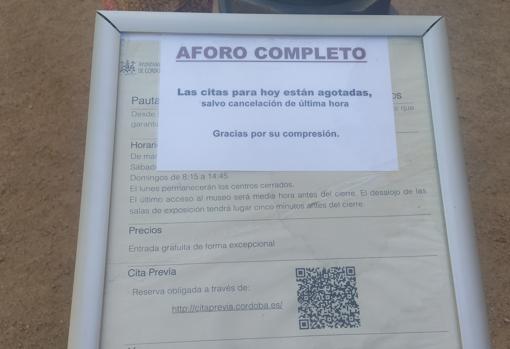 AFORO COMPLETO
Las citas para hoy están agotadas,
salvo cancelación de última hora
Gracias por su compresión.
Pauta
Desde
Horari
De mar
Sábad
Domingos de 8:15 a 14:45
El lunes permanecerán los centros cerrados.
El último acceso al museo será media hora antes del cierre. El desalojo de las
salas de exposición tendrá lugar cinco minutos antes del cierre
Precios
Entrada gratuita de forma excepcional
Cita Previa
Reserva obligada a través de:
http://citaprevia.cordoba.es/